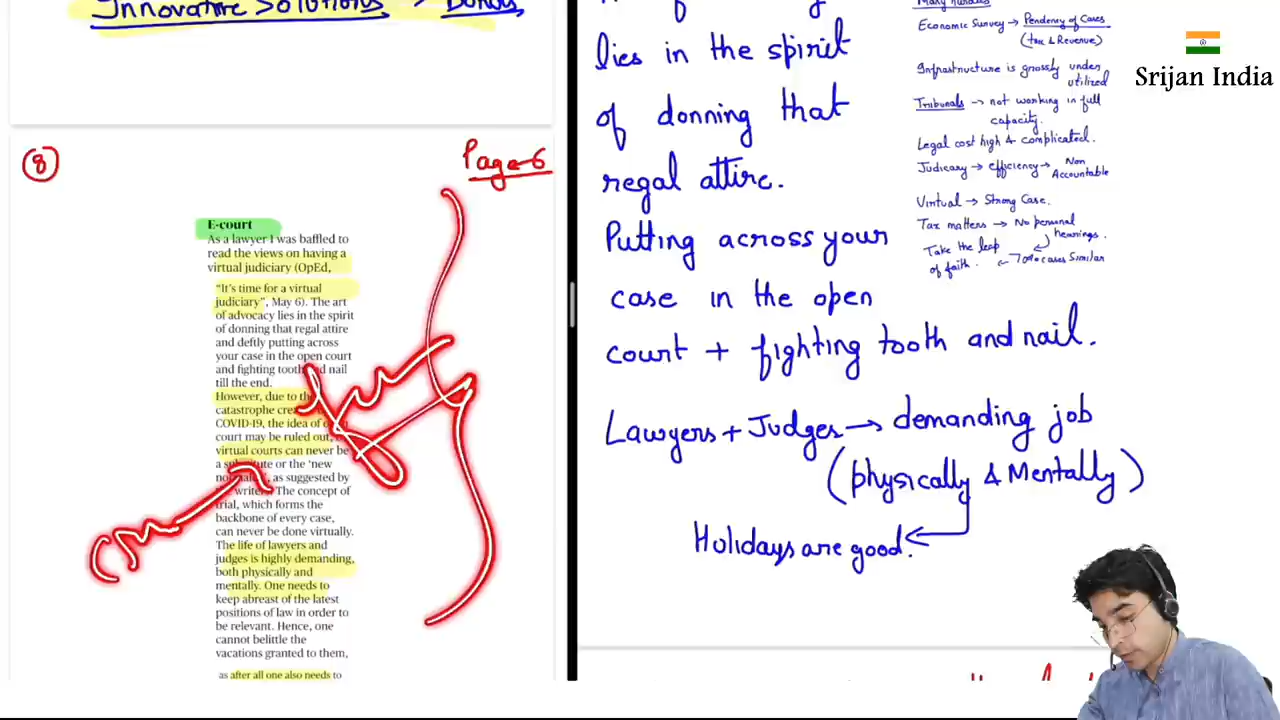 Innovative Solutions
8
Page-6
E-court
As a lawyer I was baffled to
read the views on having a
virtual judiciary (OpEd,
"It's time for a virtual
judiciary", May 6). The art
of advocacy lies in the spirit
of donning that regal attire
and deftly putting across
your case in the open court
and fighting tooth nail
till the end.
However, due to the
catastrophe
COVID-19, the idea of
court may be ruled out,
virtual courts can never be
a or the 'new
as suggested by
writer. The concept of
trial, which forms the
backbone of every case,
can never be done virtually.
The life of lawyers and
judges is highly demanding,
both physically and
mentally. One needs to
keep abreast of the latest
positions of law in order to
be relevant. Hence, one
cannot belittle the
vacations granted to them,
as after all one also needs to
lies in the spirit
of donning that
regal attire.
Putting across your
case in the open
court + fighting tooth and nail.
Lawyers + Judges → demanding job
(physically & Mentally)
Holidays are good.
Many hurdles
Economic Survey → Pendency of Cases
(tax & Revenue)
Infrastructure is grossly under
utilized
Tribunals → not working in full
capacity.
Legal cost high & complicated.
Judiciary → efficiency → Non
Accountable
Virtual → Strong Case.
Tax matters → No personal
hearings.
Take the leap
of faith. ← 70% cases Similar
Srijan India